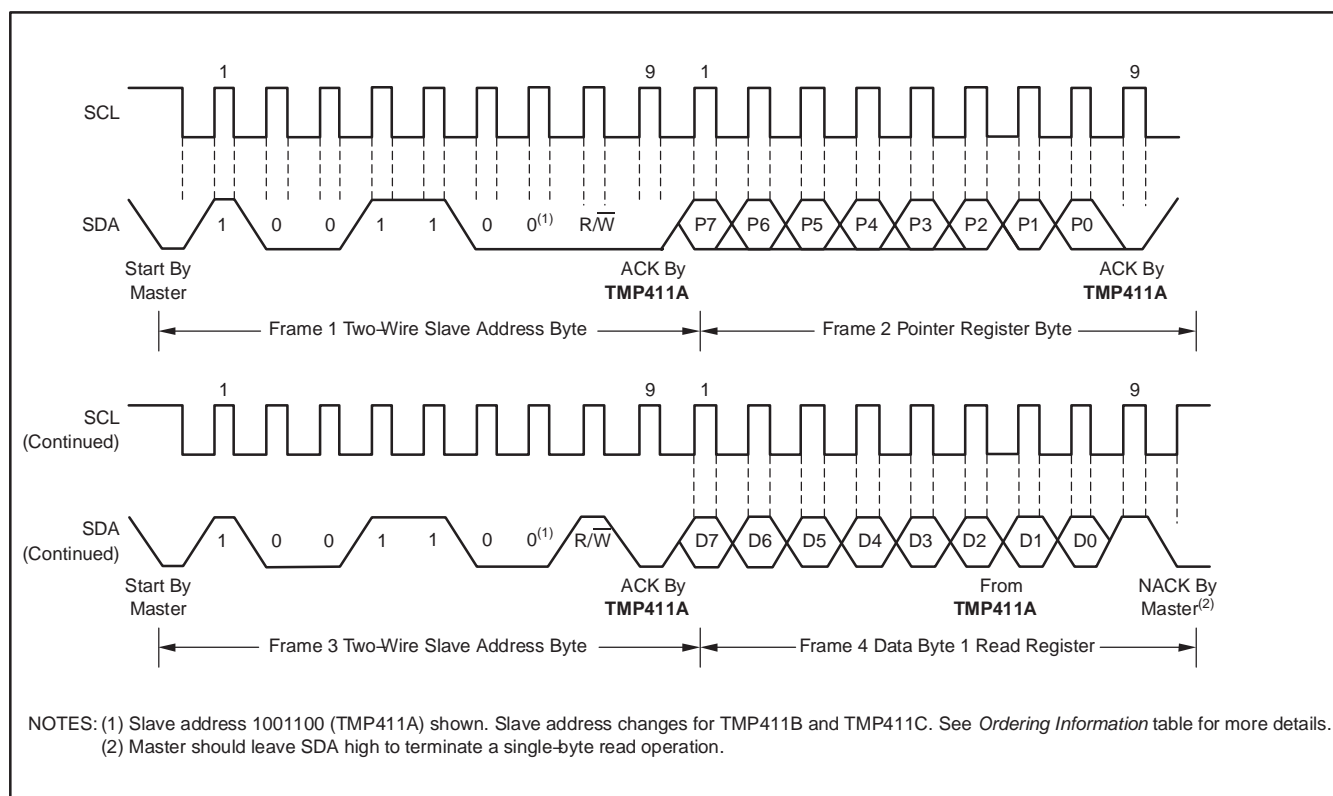 1 9 1 9
SCL
SDA 1 0 0 1 1 0 0(1) R/W̅ P7 P6 P5 P4 P3 P2 P1 P0
Start By ACK By ACK By
Master TMP411A TMP411A
Frame 1 Two-Wire Slave Address Byte Frame 2 Pointer Register Byte
1 9 1 9
SCL
(Continued)
SDA 1 0 0 1 1 0 0(1) R/W̅ D7 D6 D5 D4 D3 D2 D1 D0
(Continued)
Start By ACK By From NACK By
Master TMP411A TMP411A Master(2)
Frame 3 Two-Wire Slave Address Byte Frame 4 Data Byte 1 Read Register
NOTES: (1) Slave address 1001100 (TMP411A) shown. Slave address changes for TMP411B and TMP411C. See Ordering Information table for more details.
(2) Master should leave SDA high to terminate a single-byte read operation.